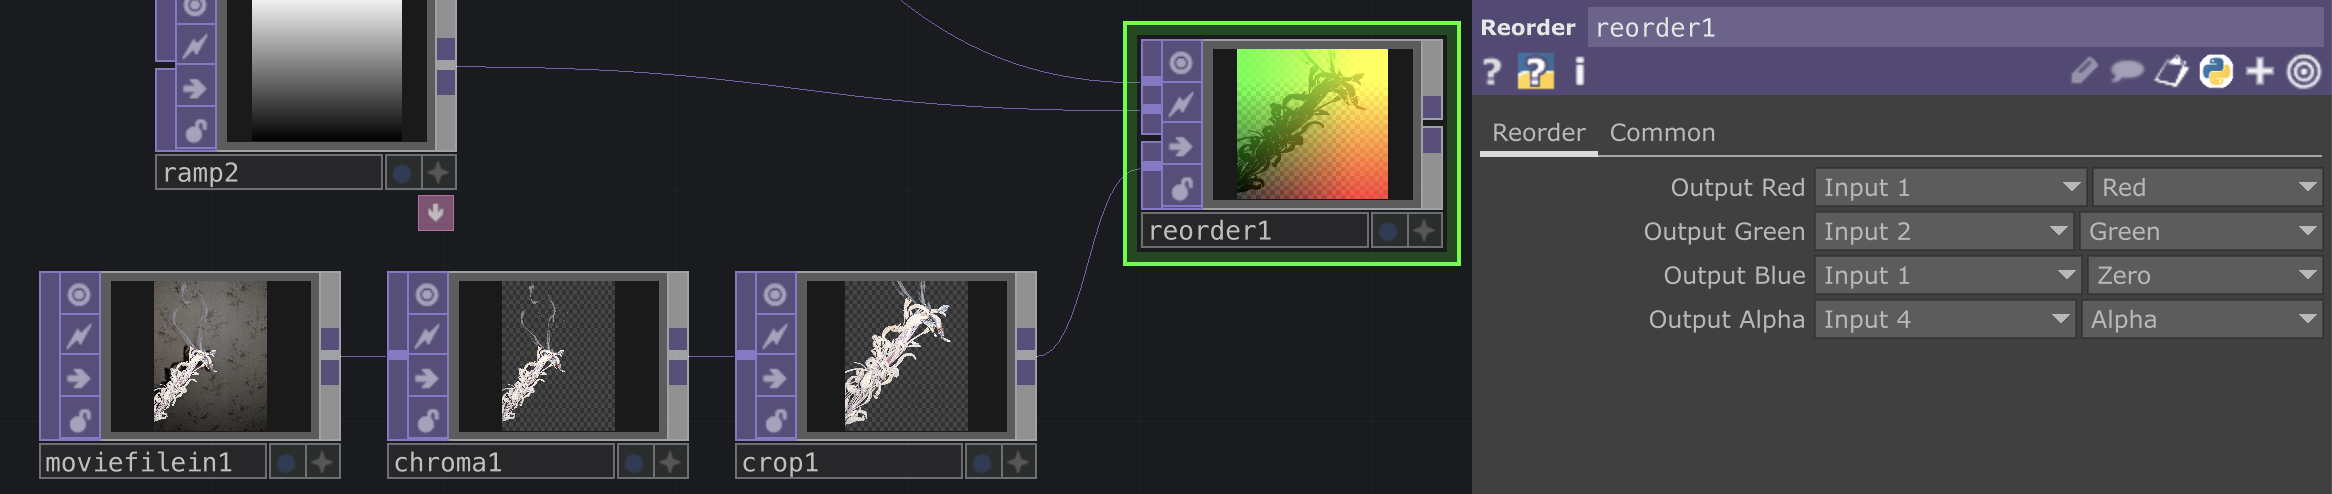 Reorder reorder1
? ? i
Reorder Common
Output Red Input 1 Red
Output Green Input 2 Green
Output Blue Input 1 Zero
Output Alpha Input 4 Alpha
ramp2
reorder1
moviefilein1
chroma1
crop1